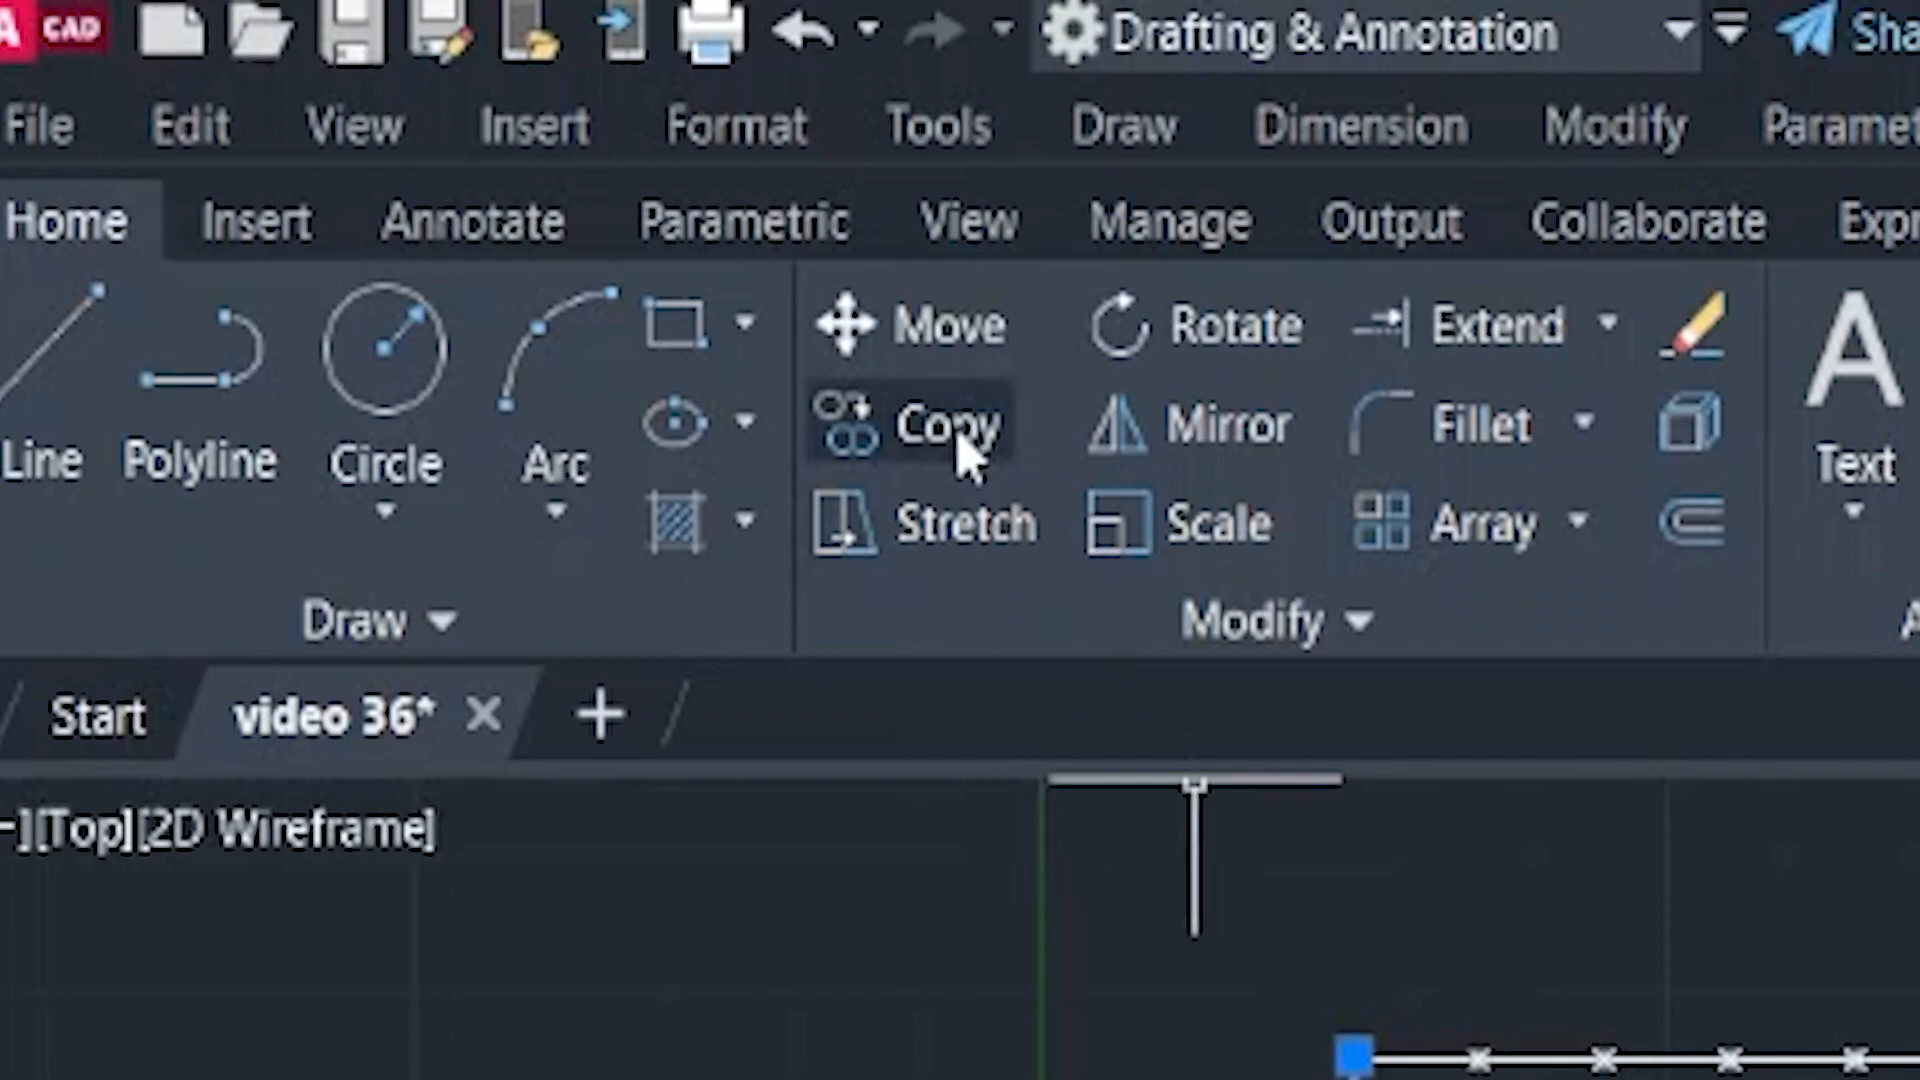 A CAD Drafting & Annotation Sha
File Edit View Insert Format Tools Draw Dimension Modify Paramet
Home Insert Annotate Parametric View Manage Output Collaborate Expr
Move Rotate Extend
Line Polyline Circle Arc Copy Mirror Fillet Text
Stretch Scale Array
Draw Modify A
Start video 36* × +
−][Top][2D Wireframe]